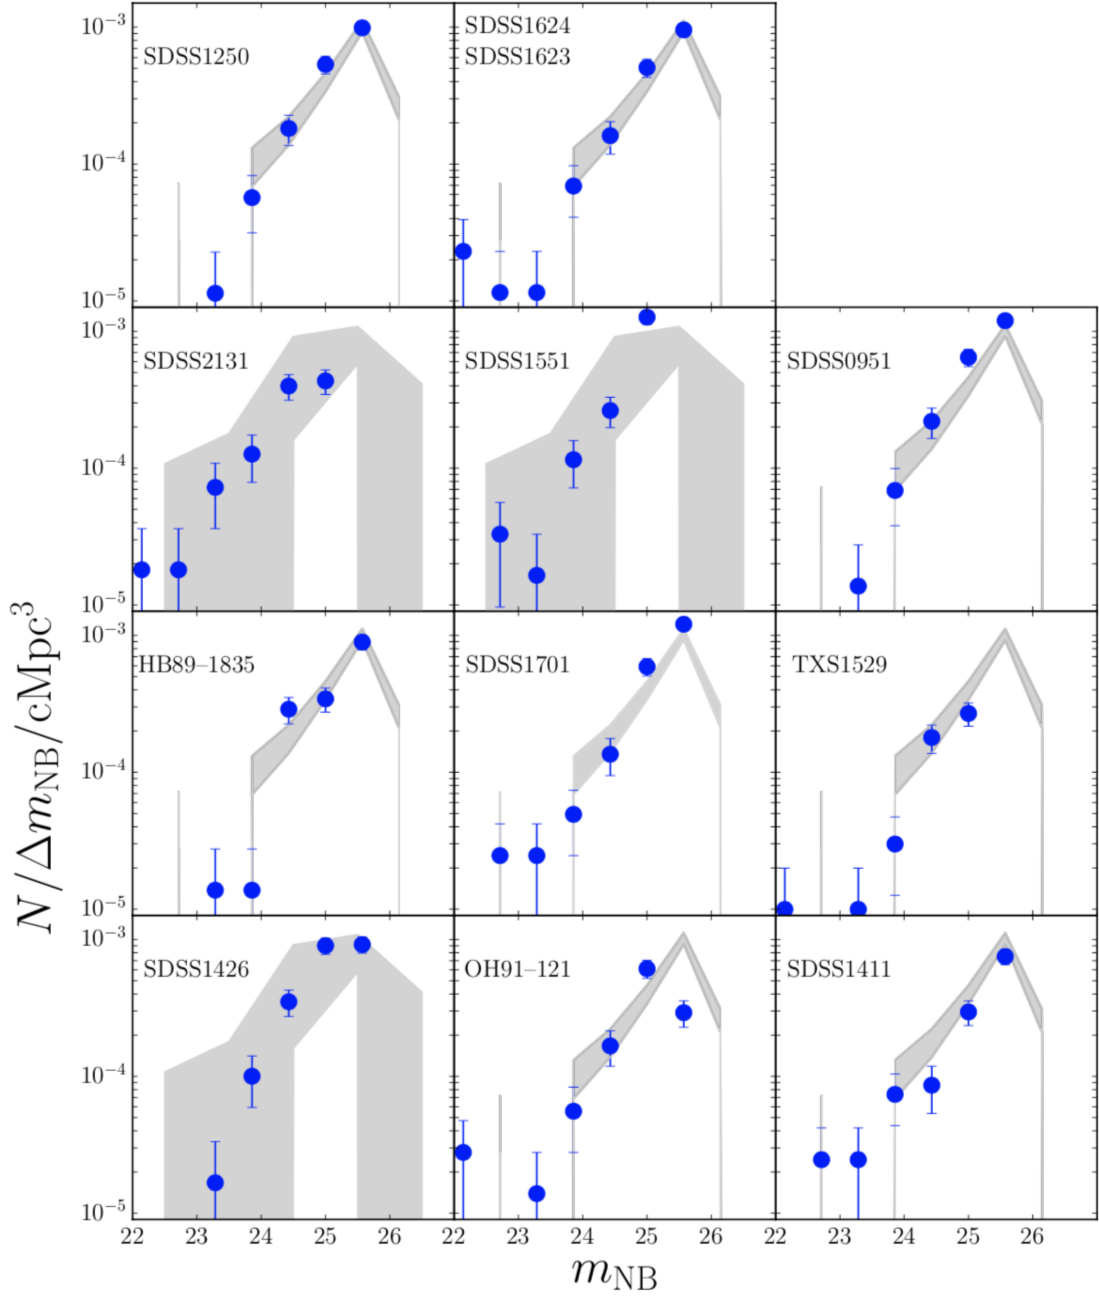 10⁻³
10⁻⁴
10⁻⁵
SDSS1250
SDSS1624
SDSS1623
10⁻³
10⁻⁴
10⁻⁵
SDSS2131
SDSS1551
SDSS0951
10⁻³
10⁻⁴
10⁻⁵
HB89–1835
SDSS1701
TXS1529
10⁻³
10⁻⁴
10⁻⁵
SDSS1426
OH91–121
SDSS1411
22 23 24 25 26 22 23 24 25 26 22 23 24 25 26
m_NB
N/Δm_NB/cMpc³